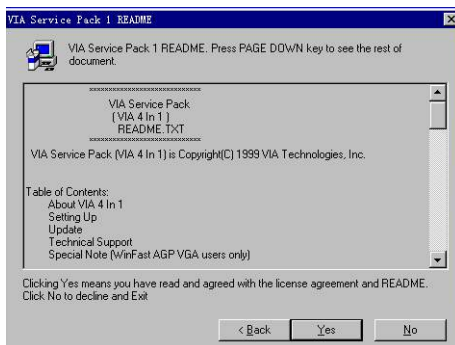 VIA Service Pack 1 README
VIA Service Pack 1 README. Press PAGE DOWN key to see the rest of
document.
xxxxxxxxxxxxxxxxxxxxxxxxxx
VIA Service Pack
( VIA 4 In 1 )
README.TXT
xxxxxxxxxxxxxxxxxxxxxxxxxx
VIA Service Pack (VIA 4 In 1) is Copyright(C) 1999 VIA Technologies, Inc.
Table of Contents:
About VIA 4 In 1
Setting Up
Update
Technical Support
Special Note (WinFast AGP VGA users only)
Clicking Yes means you have read and agreed with the license agreement and README.
Click No to decline and Exit
< Back
Yes
No